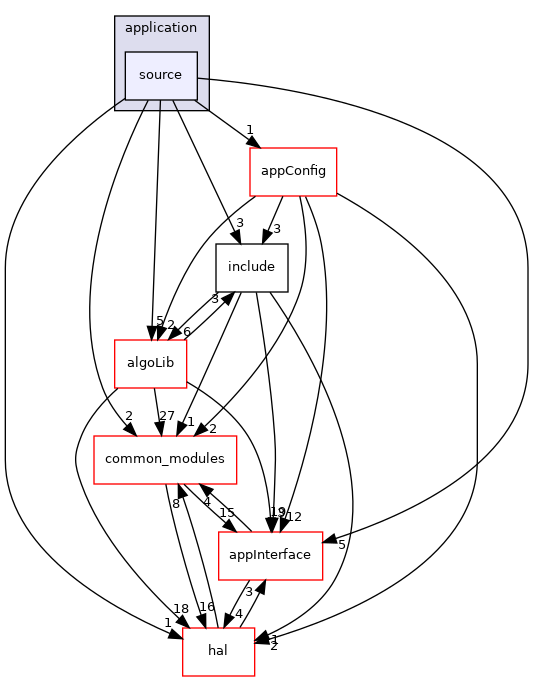 application
source
1
appConfig
3
3
include
3
5
2
6
algoLib
2
27
1
2
common_modules
8
4
15
12
appInterface
5
3
18
16
4
1
1
2
hal